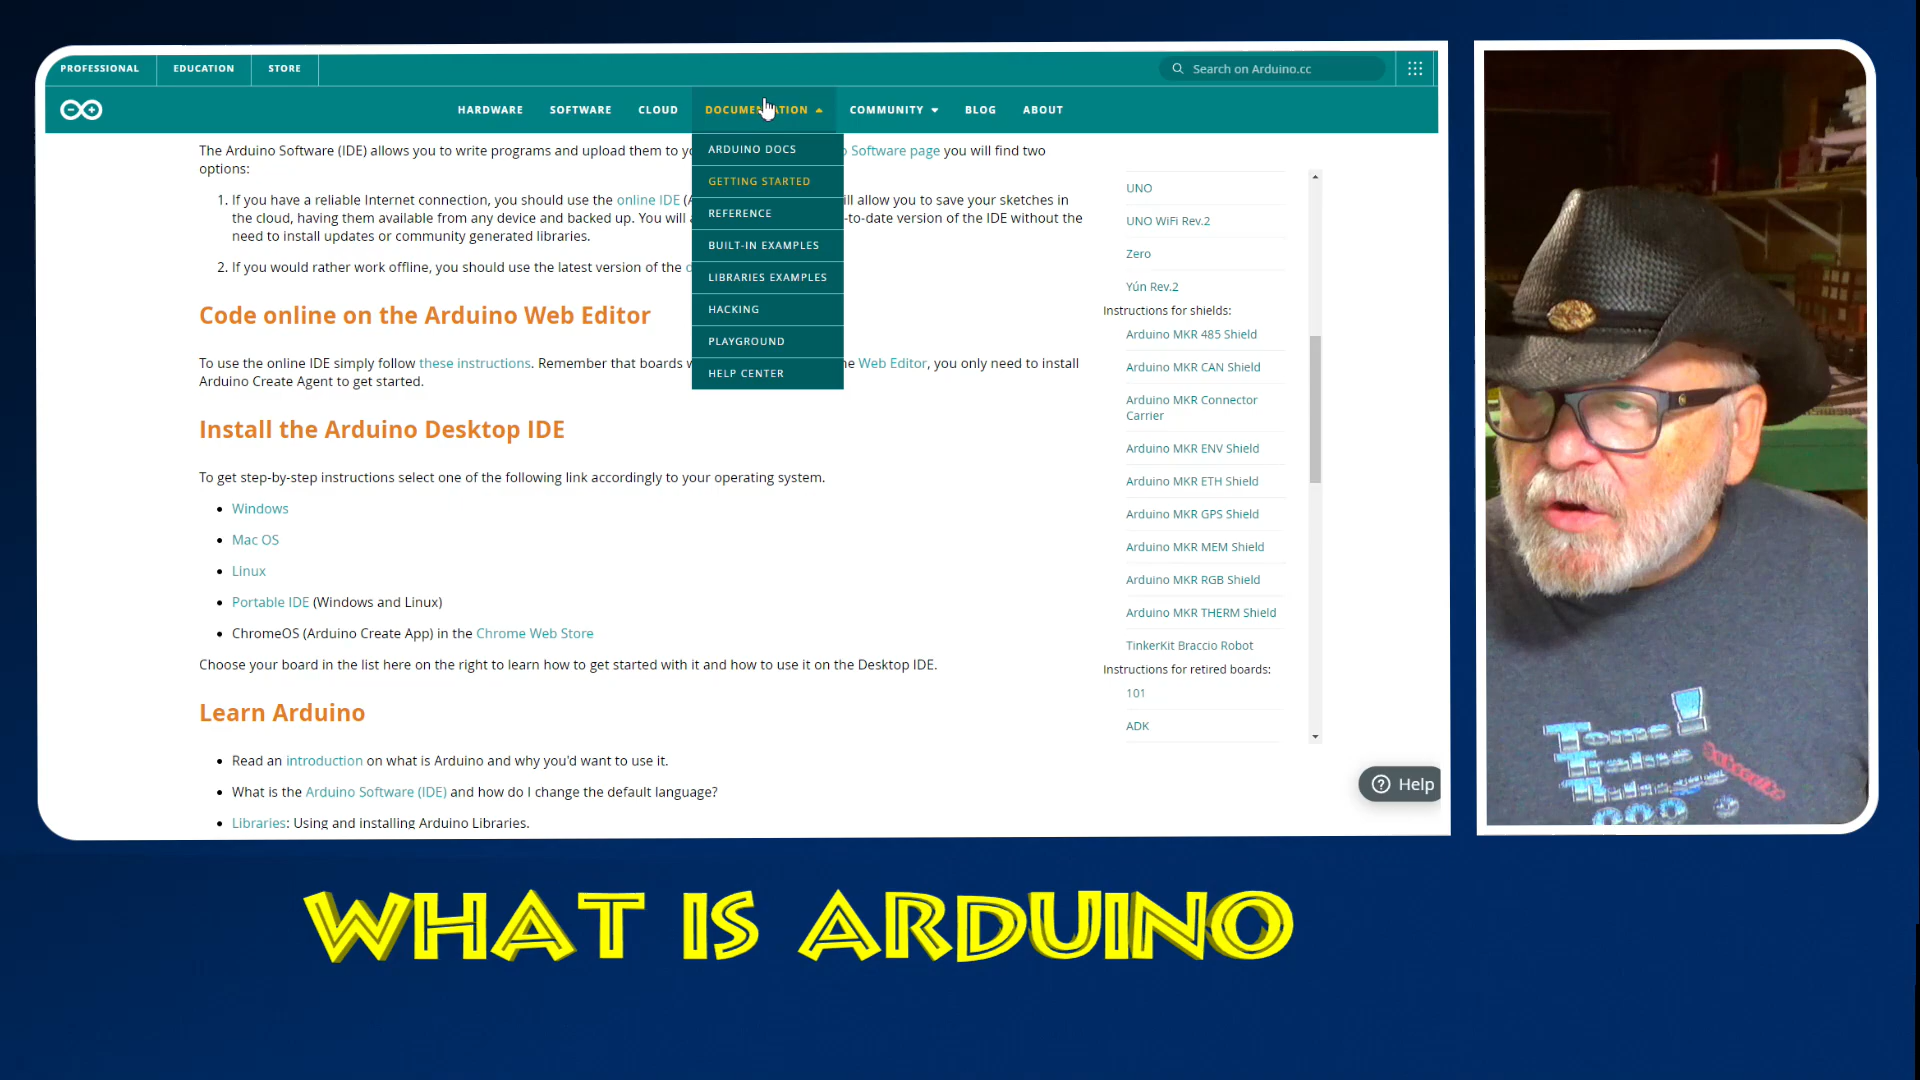 PROFESSIONAL
EDUCATION
STORE
Search on Arduino.cc
HARDWARE
SOFTWARE
CLOUD
DOCUMENTATION
COMMUNITY
BLOG
ABOUT
ARDUINO DOCS
GETTING STARTED
REFERENCE
BUILT-IN EXAMPLES
LIBRARIES EXAMPLES
HACKING
PLAYGROUND
HELP CENTER
The Arduino Software (IDE) allows you to write programs and upload them to Software page you will find two
options:
1. If you have a reliable Internet connection, you should use the online IDE will allow you to save your sketches in
the cloud, having them available from any device and backed up. You will -to-date version of the IDE without the
need to install updates or community generated libraries.
2. If you would rather work offline, you should use the latest version of the
Code online on the Arduino Web Editor
To use the online IDE simply follow these instructions. Remember that boards Web Editor, you only need to install
Arduino Create Agent to get started.
Install the Arduino Desktop IDE
To get step-by-step instructions select one of the following link accordingly to your operating system.
Windows
Mac OS
Linux
Portable IDE (Windows and Linux)
ChromeOS (Arduino Create App) in the Chrome Web Store
Choose your board in the list here on the right to learn how to get started with it and how to use it on the Desktop IDE.
Learn Arduino
Read an introduction on what is Arduino and why you'd want to use it.
What is the Arduino Software (IDE) and how do I change the default language?
Libraries: Using and installing Arduino Libraries.
UNO
UNO WiFi Rev.2
Zero
Yún Rev.2
Instructions for shields:
Arduino MKR 485 Shield
Arduino MKR CAN Shield
Arduino MKR Connector
Carrier
Arduino MKR ENV Shield
Arduino MKR ETH Shield
Arduino MKR GPS Shield
Arduino MKR MEM Shield
Arduino MKR RGB Shield
Arduino MKR THERM Shield
TinkerKit Braccio Robot
Instructions for retired boards:
101
ADK
Help
Toms
Trains
WHAT IS ARDUINO